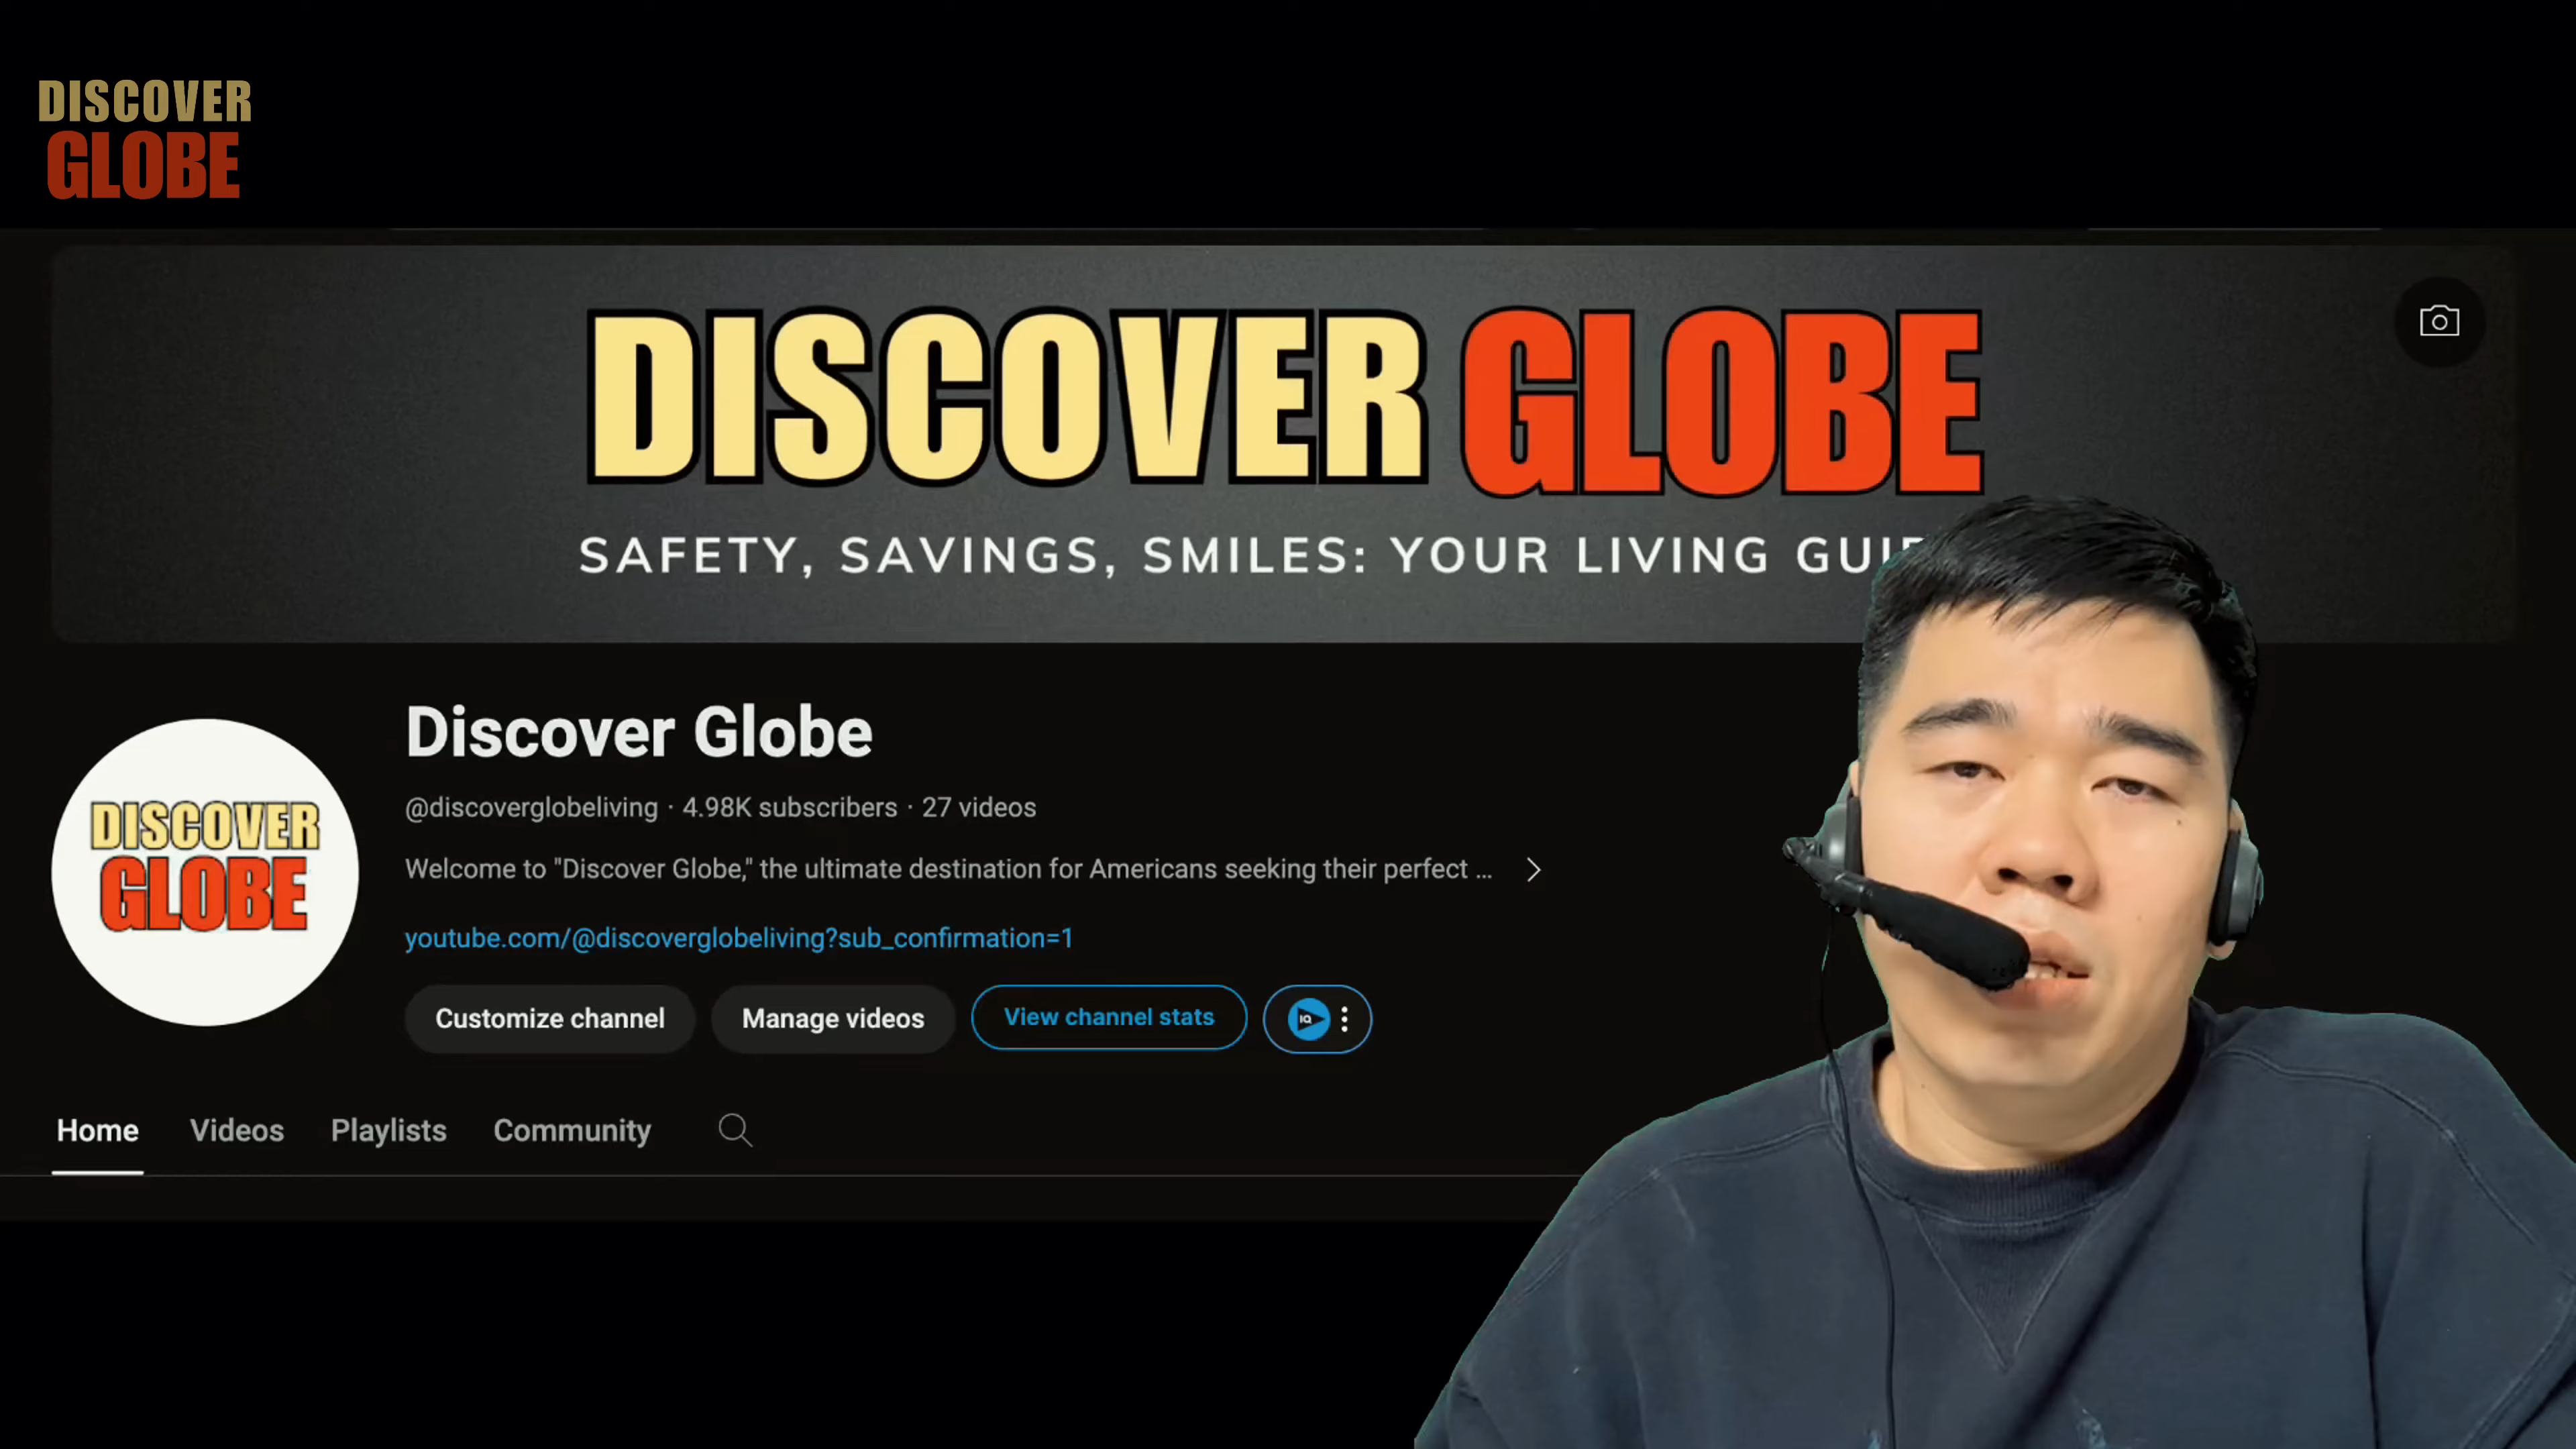 DISCOVER
GLOBE
DISCOVER GLOBE
SAFETY, SAVINGS, SMILES: YOUR LIVING
Discover Globe
@discoverglobeliving · 4.98K subscribers · 27 videos
DISCOVER
GLOBE
Welcome to "Discover Globe," the ultimate destination for Americans seeking their perfect ...
youtube.com/@discoverglobeliving?sub_confirmation=1
Customize channel Manage videos View channel stats IQ
Home Videos Playlists Community